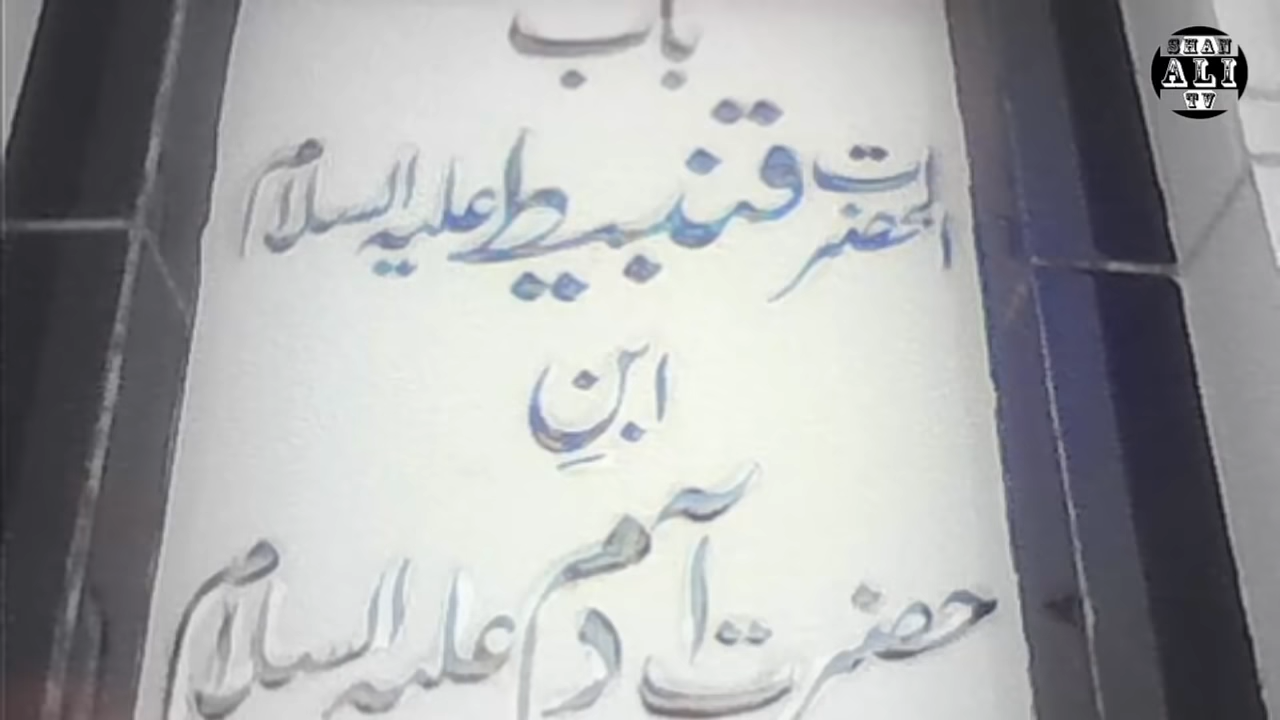 باب
الحضرت قنبیط علیہ السلام
ابنِ
حضرت آدم علیہ السلام
SHAN
ALI
TV